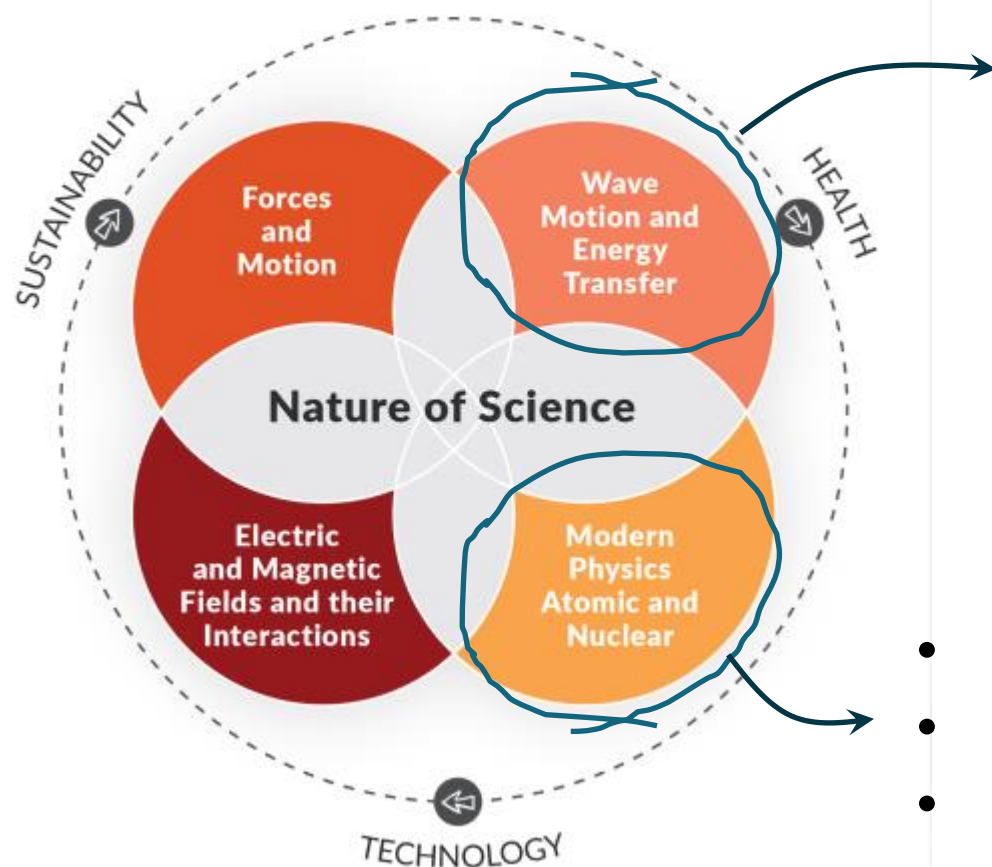 SUSTAINABILITY
HEALTH
Forces
and
Motion
Wave
Motion and
Energy
Transfer
Nature of Science
Electric
and Magnetic
Fields and their
Interactions
Modern
Physics
Atomic and
Nuclear
TECHNOLOGY